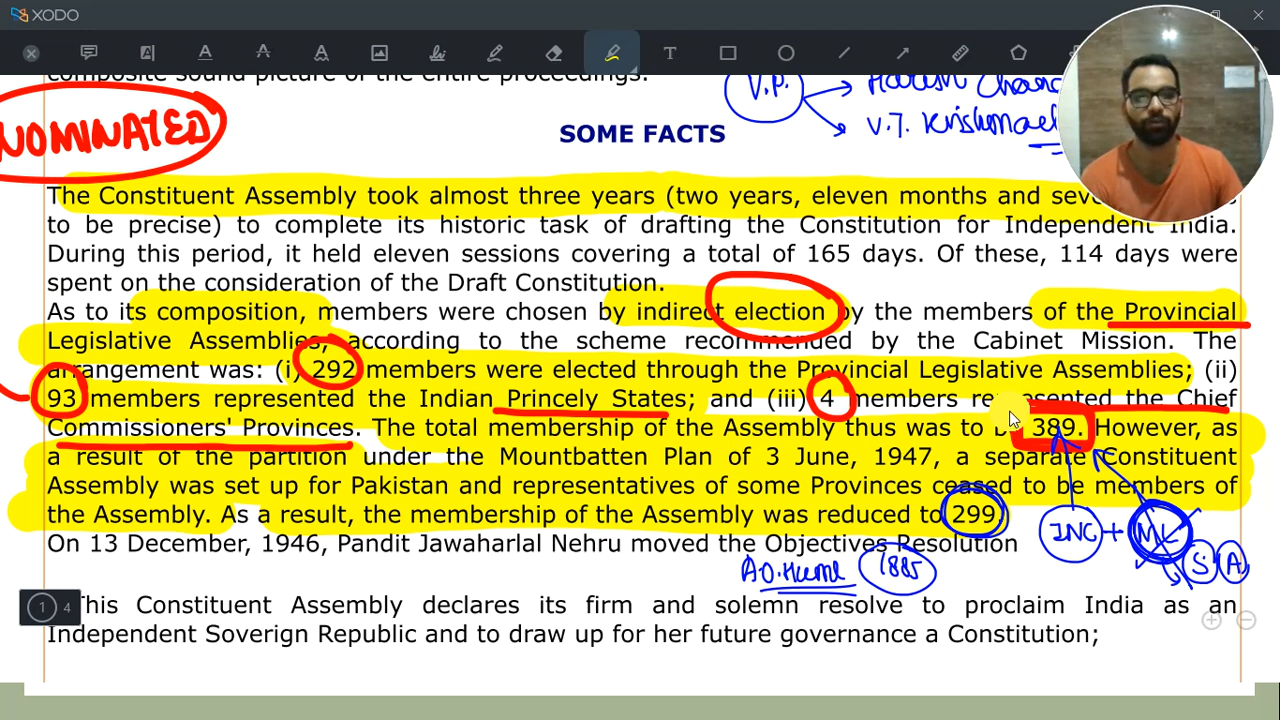 XODO
composite sound picture of the entire proceedings.
V.P.
Harish Chand
V.T. Krishnama
NOMINATED
SOME FACTS
The Constituent Assembly took almost three years (two years, eleven months and
to be precise) to complete its historic task of drafting the Constitution for Independent India.
During this period, it held eleven sessions covering a total of 165 days. Of these, 114 days were
spent on the consideration of the Draft Constitution.
As to its composition, members were chosen by indirect election by the members of the Provincial
Legislative Assemblies, according to the scheme recommended by the Cabinet Mission. The
arrangement was: (i) 292 members were elected through the Provincial Legislative Assemblies; (ii)
93 members represented the Indian Princely States; and (iii) 4 members represented the Chief
Commissioners' Provinces. The total membership of the Assembly thus was to be 389. However, as
a result of the partition under the Mountbatten Plan of 3 June, 1947, a separate Constituent
Assembly was set up for Pakistan and representatives of some Provinces ceased to be members of
the Assembly. As a result, the membership of the Assembly was reduced to 299.
INC + ML
S A
On 13 December, 1946, Pandit Jawaharlal Nehru moved the Objectives Resolution
A.O. Hume 1885
1 4
This Constituent Assembly declares its firm and solemn resolve to proclaim India as an
Independent Soverign Republic and to draw up for her future governance a Constitution;